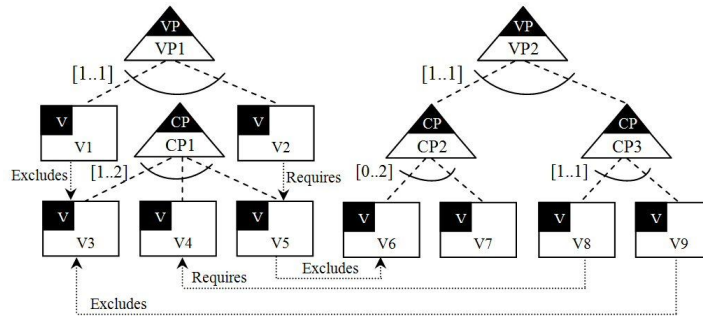 VP VP
VP1 VP2
[1..1] [1..1]
V CP V CP CP
V1 CP1 V2 CP2 CP3
Excludes [1..2] Requires [0..2] [1..1]
V V V V V V V
V3 V4 V5 V6 V7 V8 V9
Requires Excludes
Excludes